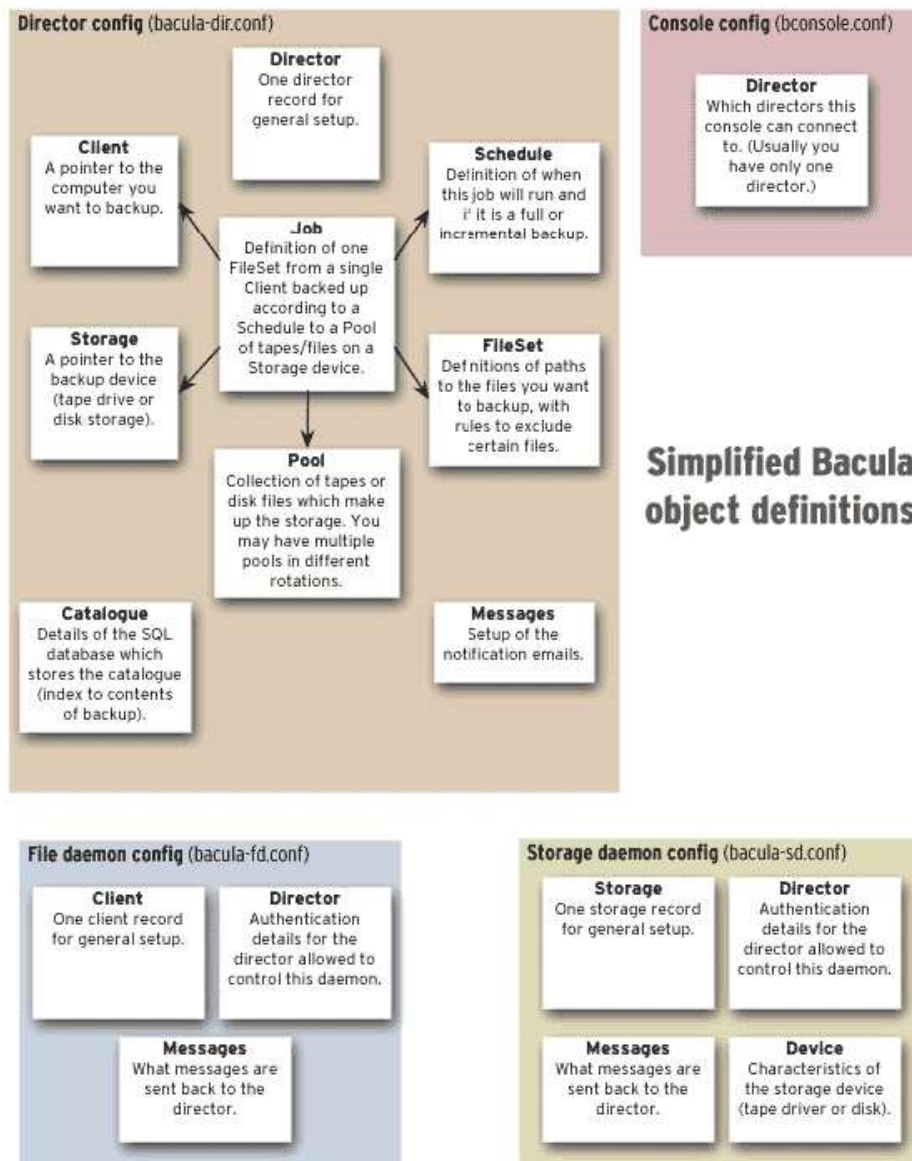 Director config (bacula-dir.conf)
Director
One director
record for
general setup.
Client
A pointer to the
computer you
want to backup.
Schedule
Definition of when
this job will run and
if it is a full or
incremental backup.
Job
Definition of one
FileSet from a single
Client backed up
according to a
Schedule to a Pool
of tapes/files on a
Storage device.
Storage
A pointer to the
backup device
(tape drive or
disk storage).
FileSet
Definitions of paths
to the files you want
to backup, with
rules to exclude
certain files.
Pool
Collection of tapes or
disk files which make
up the storage. You
may have multiple
pools in different
rotations.
Catalogue
Details of the SQL
database which
stores the catalogue
(index to contents
of backup).
Messages
Setup of the
notification emails.
Console config (bconsole.conf)
Director
Which directors this
console can connect
to. (Usually you
have only one
director.)
Simplified Bacula
object definitions
File daemon config (bacula-fd.conf)
Client
One client record
for general setup.
Director
Authentication
details for the
director allowed to
control this daemon.
Messages
What messages are
sent back to the
director.
Storage daemon config (bacula-sd.conf)
Storage
One storage record
for general setup.
Director
Authentication
details for the
director allowed to
control this daemon.
Messages
What messages are
sent back to the
director.
Device
Characteristics of
the storage device
(tape driver or disk).